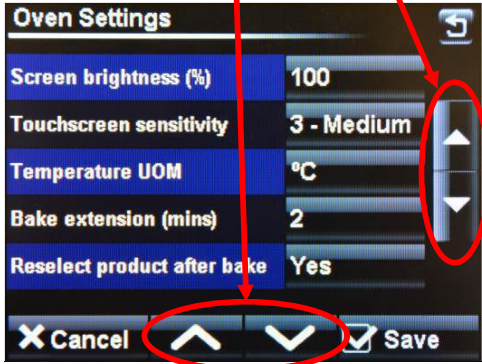 Oven Settings
Screen brightness (%) 100
Touchscreen sensitivity 3 - Medium
Temperature UOM ºC
Bake extension (mins) 2
Reselect product after bake Yes
Cancel Save